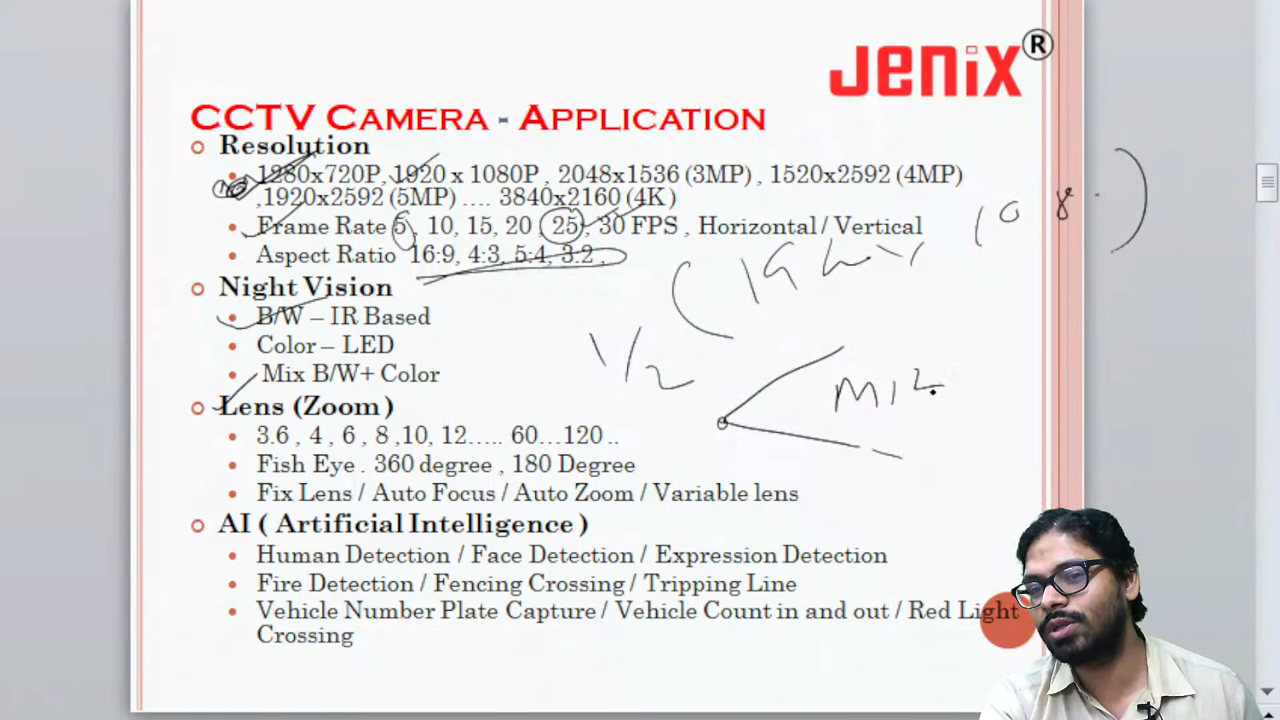 Jenix®
CCTV Camera - Application
Resolution
1280x720P, 1920 x 1080P , 2048x1536 (3MP) , 1520x2592 (4MP)
,1920x2592 (5MP) …. 3840x2160 (4K)
Frame Rate 5 , 10, 15, 20 , 25 , 30 FPS , Horizontal / Vertical
Aspect Ratio 16:9, 4:3, 5:4, 3:2 ,
Night Vision
B/W – IR Based
Color – LED
Mix B/W+ Color
Lens (Zoom )
3.6 , 4 , 6 , 8 ,10, 12….. 60…120 ..
Fish Eye . 360 degree , 180 Degree
Fix Lens / Auto Focus / Auto Zoom / Variable lens
AI ( Artificial Intelligence )
Human Detection / Face Detection / Expression Detection
Fire Detection / Fencing Crossing / Tripping Line
Vehicle Number Plate Capture / Vehicle Count in and out / Red Light
Crossing
1/2